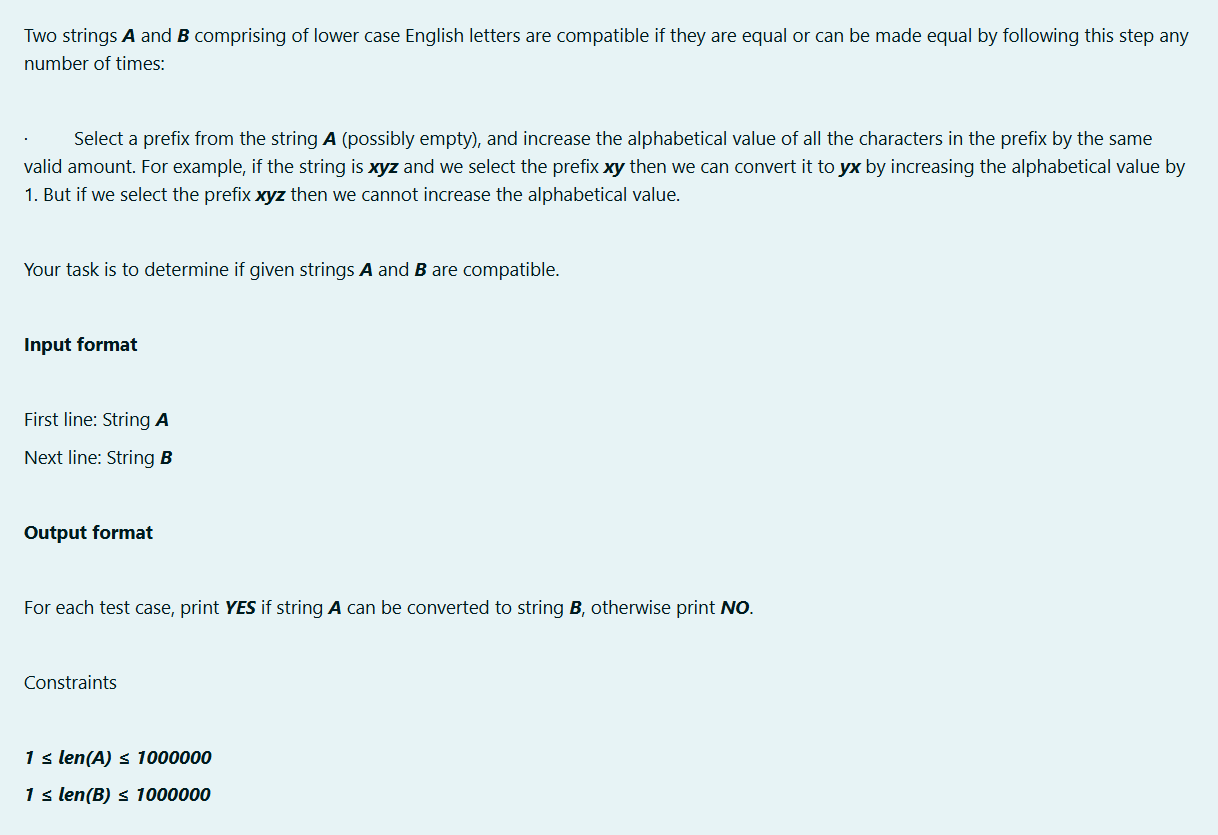 Two strings A and B comprising of lower case English letters are compatible if they are equal or can be made equal by following this step any
number of times:
· Select a prefix from the string A (possibly empty), and increase the alphabetical value of all the characters in the prefix by the same
valid amount. For example, if the string is xyz and we select the prefix xy then we can convert it to yx by increasing the alphabetical value by
1. But if we select the prefix xyz then we cannot increase the alphabetical value.
Your task is to determine if given strings A and B are compatible.
Input format
First line: String A
Next line: String B
Output format
For each test case, print YES if string A can be converted to string B, otherwise print NO.
Constraints
1 ≤ len(A) ≤ 1000000
1 ≤ len(B) ≤ 1000000